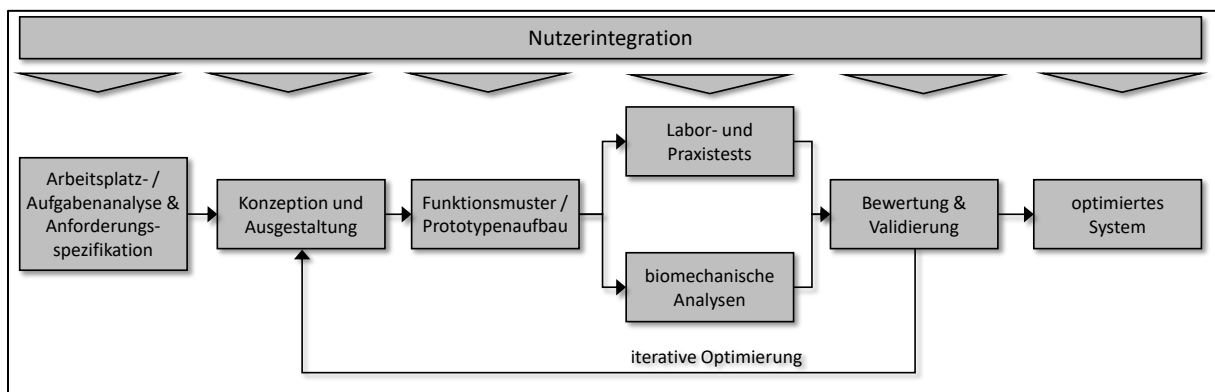 Nutzerintegration
Arbeitsplatz- /
Aufgabenanalyse &
Anforderungs-
spezifikation
Konzeption und
Ausgestaltung
Funktionsmuster /
Prototypenaufbau
Labor- und
Praxistests
biomechanische
Analysen
Bewertung &
Validierung
optimiertes
System
iterative Optimierung